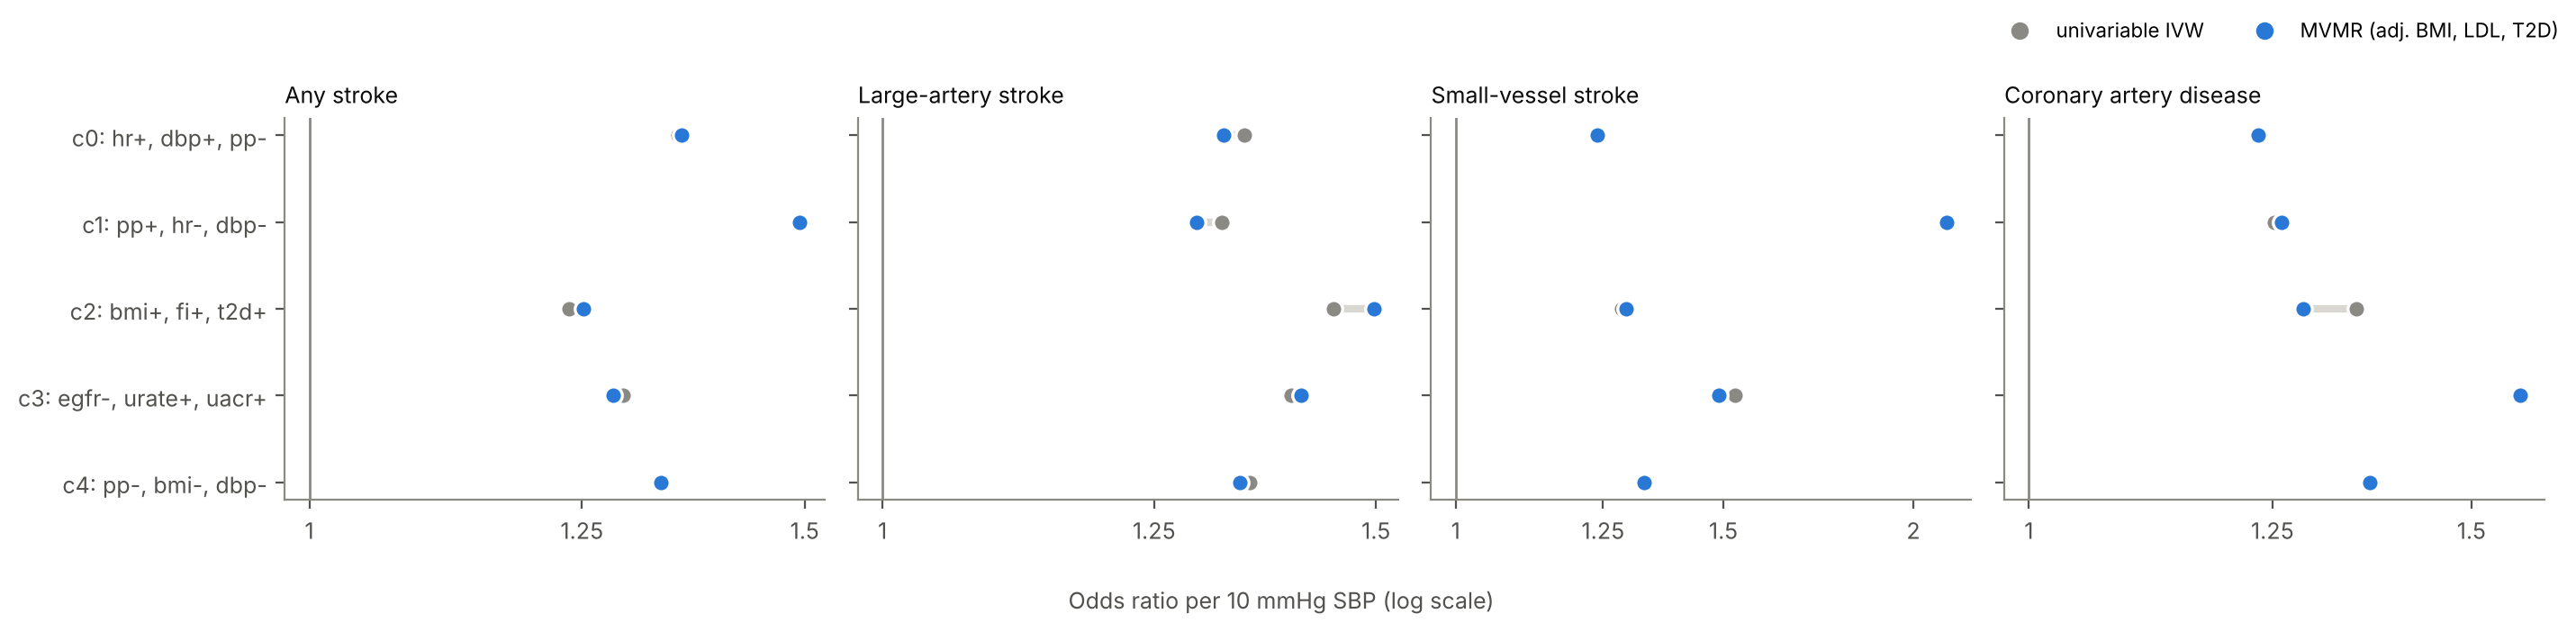 univariable IVW
MVMR (adj. BMI, LDL, T2D)
Any stroke
Large-artery stroke
Small-vessel stroke
Coronary artery disease
c0: hr+, dbp+, pp-
c1: pp+, hr-, dbp-
c2: bmi+, fi+, t2d+
c3: egfr-, urate+, uacr+
c4: pp-, bmi-, dbp-
1 1.25 1.5
1 1.25 1.5
1 1.25 1.5 2
1 1.25 1.5
Odds ratio per 10 mmHg SBP (log scale)